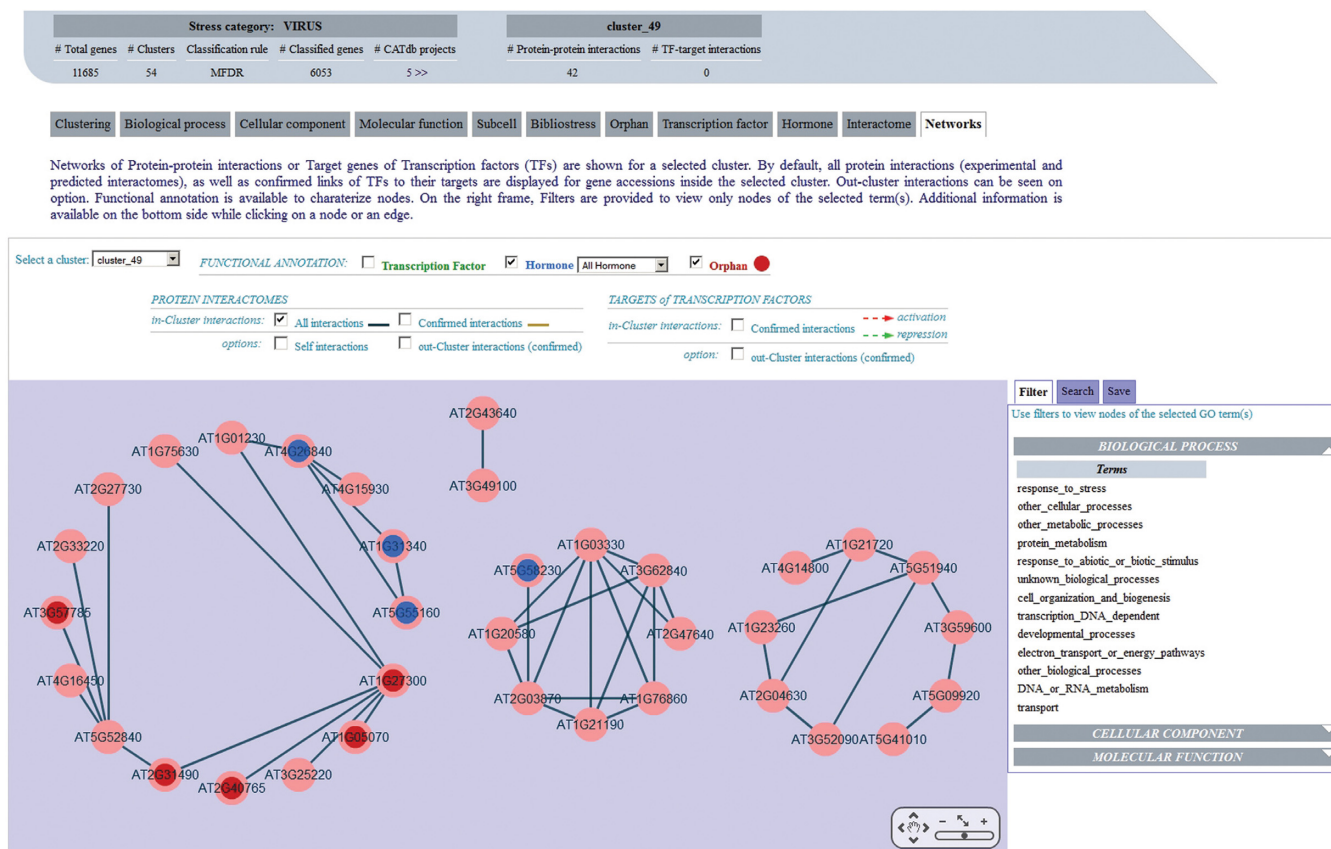 Stress category: VIRUS
cluster_49
# Total genes # Clusters Classification rule # Classified genes # CATdb projects
# Protein-protein interactions # TF-target interactions
11685 54 MFDR 6053 5 >>
42 0
Clustering Biological process Cellular component Molecular function Subcell Bibliostress Orphan Transcription factor Hormone Interactome Networks
Networks of Protein-protein interactions or Target genes of Transcription factors (TFs) are shown for a selected cluster. By default, all protein interactions (experimental and
predicted interactomes), as well as confirmed links of TFs to their targets are displayed for gene accessions inside the selected cluster. Out-cluster interactions can be seen on
option. Functional annotation is available to charaterize nodes. On the right frame, Filters are provided to view only nodes of the selected term(s). Additional information is
available on the bottom side while clicking on a node or an edge.
Select a cluster: cluster_49 FUNCTIONAL ANNOTATION: Transcription Factor Hormone All Hormone Orphan
PROTEIN INTERACTOMES
in-Cluster interactions: All interactions Confirmed interactions
options: Self interactions out-Cluster interactions (confirmed)
TARGETS of TRANSCRIPTION FACTORS
in-Cluster interactions: Confirmed interactions
activation
repression
option: out-Cluster interactions (confirmed)
AT1G01230
AT1G75630
AT4G26840
AT2G27730
AT4G15930
AT2G33220
AT1G31340
AT3G57785
AT5G55160
AT4G16450
AT1G27300
AT5G52840
AT1G05070
AT2G31490
AT3G25220
AT2G40765
AT2G43640
AT3G49100
AT1G03330
AT5G58230
AT3G62840
AT1G20580
AT2G47640
AT2G03870
AT1G76860
AT1G21190
AT1G21720
AT4G14800
AT5G51940
AT1G23260
AT3G59600
AT2G04630
AT5G09920
AT3G52090
AT5G41010
Filter Search Save
Use filters to view nodes of the selected GO term(s)
BIOLOGICAL PROCESS
Terms
response_to_stress
other_cellular_processes
other_metabolic_processes
protein_metabolism
response_to_abiotic_or_biotic_stimulus
unknown_biological_processes
cell_organization_and_biogenesis
transcription_DNA_dependent
developmental_processes
electron_transport_or_energy_pathways
other_biological_processes
DNA_or_RNA_metabolism
transport
CELLULAR COMPONENT
MOLECULAR FUNCTION